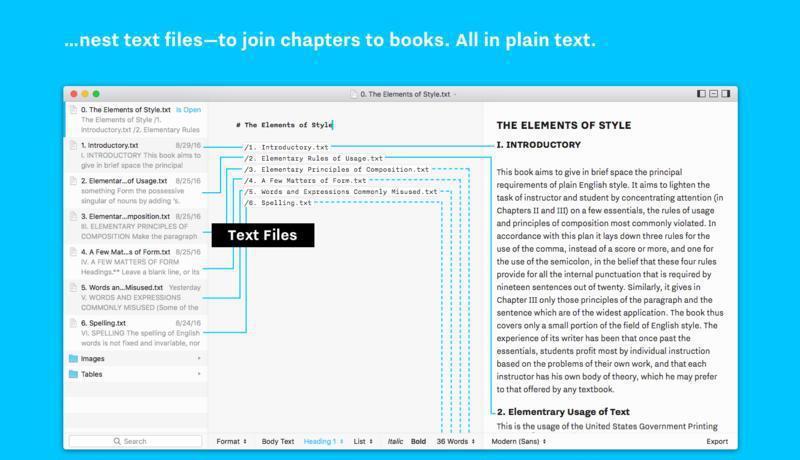 ...nest text files—to join chapters to books. All in plain text.
0. The Elements of Style.txt
0. The Elements of Style.txt Is Open
The Elements of Style /1.
Introductory.txt /2. Elementary Rules
1. Introductory.txt 8/29/16
I. INTRODUCTORY This book aims to
give in brief space the principal
2. Elementar...of Usage.txt 8/25/16
something Form the possessive
singular of nouns by adding 's.
3. Elementar...mposition.txt 8/25/16
III. ELEMENTARY PRINCIPLES OF
COMPOSITION Make the paragraph
4. A Few Mat...s of Form.txt 8/25/16
IV. A FEW MATTERS OF FORM
Headings.** Leave a blank line, or its
5. Words an...Misused.txt Yesterday
V. WORDS AND EXPRESSIONS
COMMONLY MISUSED (Some of the
6. Spelling.txt 8/24/16
VI. SPELLING The spelling of English
words is not fixed and invariable, nor
Images
Tables
Search
# The Elements of Style
/1. Introductory.txt
/2. Elementary Rules of Usage.txt
/3. Elementary Principles of Composition.txt
/4. A Few Matters of Form.txt
/5. Words and Expressions Commonly Misused.txt
/6. Spelling.txt
Text Files
THE ELEMENTS OF STYLE
I. INTRODUCTORY
This book aims to give in brief space the principal
requirements of plain English style. It aims to lighten the
task of instructor and student by concentrating attention (in
Chapters II and III) on a few essentials, the rules of usage
and principles of composition most commonly violated. In
accordance with this plan it lays down three rules for the
use of the comma, instead of a score or more, and one for
the use of the semicolon, in the belief that these four rules
provide for all the internal punctuation that is required by
nineteen sentences out of twenty. Similarly, it gives in
Chapter III only those principles of the paragraph and the
sentence which are of the widest application. The book thus
covers only a small portion of the field of English style. The
experience of its writer has been that once past the
essentials, students profit most by individual instruction
based on the problems of their own work, and that each
instructor has his own body of theory, which he may prefer
to that offered by any textbook.
2. Elementrary Usage of Text
This is the usage of the United States Government Printing
Format Body Text Heading 1 List Italic Bold 36 Words Modern (Sans) Export